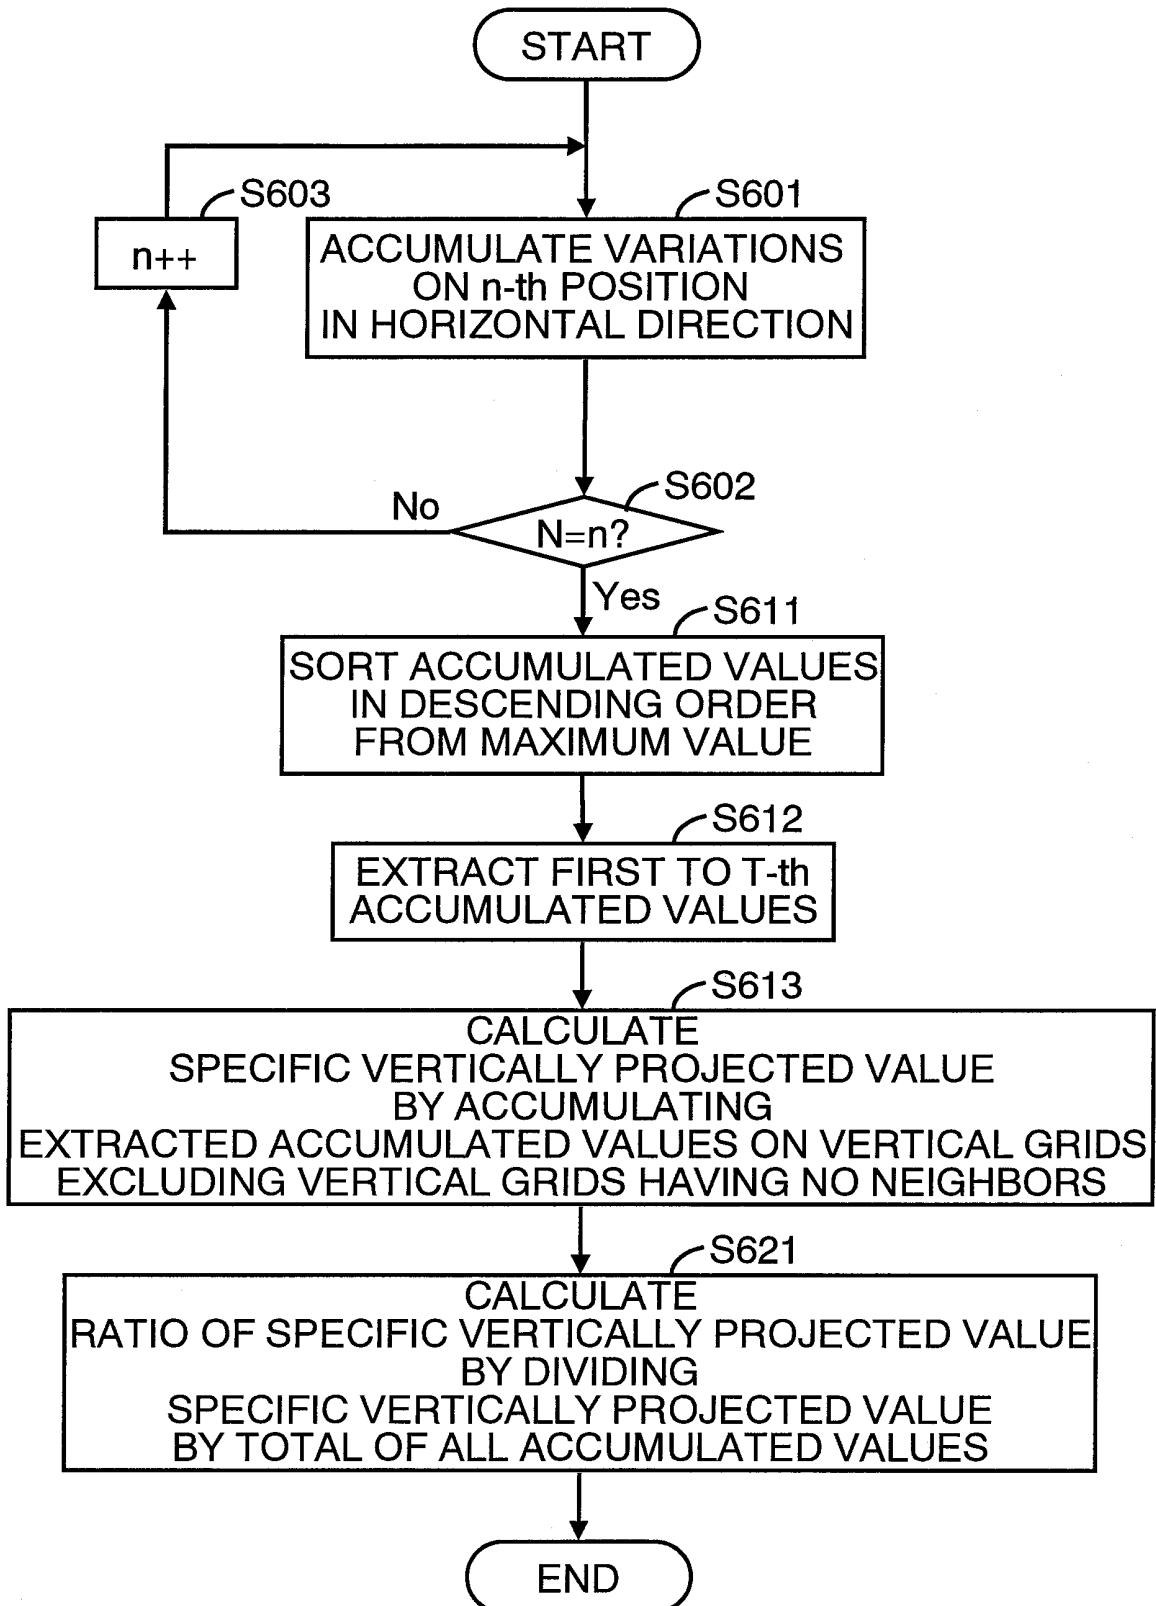 START
S603
S601
n++
ACCUMULATE VARIATIONS
ON n-th POSITION
IN HORIZONTAL DIRECTION
S602
No
N=n?
Yes
S611
SORT ACCUMULATED VALUES
IN DESCENDING ORDER
FROM MAXIMUM VALUE
S612
EXTRACT FIRST TO T-th
ACCUMULATED VALUES
S613
CALCULATE
SPECIFIC VERTICALLY PROJECTED VALUE
BY ACCUMULATING
EXTRACTED ACCUMULATED VALUES ON VERTICAL GRIDS
EXCLUDING VERTICAL GRIDS HAVING NO NEIGHBORS
S621
CALCULATE
RATIO OF SPECIFIC VERTICALLY PROJECTED VALUE
BY DIVIDING
SPECIFIC VERTICALLY PROJECTED VALUE
BY TOTAL OF ALL ACCUMULATED VALUES
END